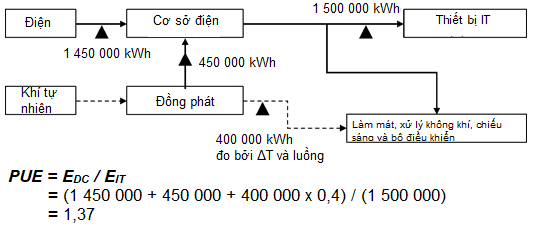 1 500 000 kWh
Điện
Cơ sở điện
Thiết bị IT
1 450 000 kWh
450 000 kWh
Khí tự
nhiên
Đồng phát
Làm mát, xử lý không khí, chiếu
sáng và bộ điều khiển
400 000 kWh
đo bởi ΔT và luồng
PUE = EDC / EIT
= (1 450 000 + 450 000 + 400 000 x 0,4) / (1 500 000)
= 1,37